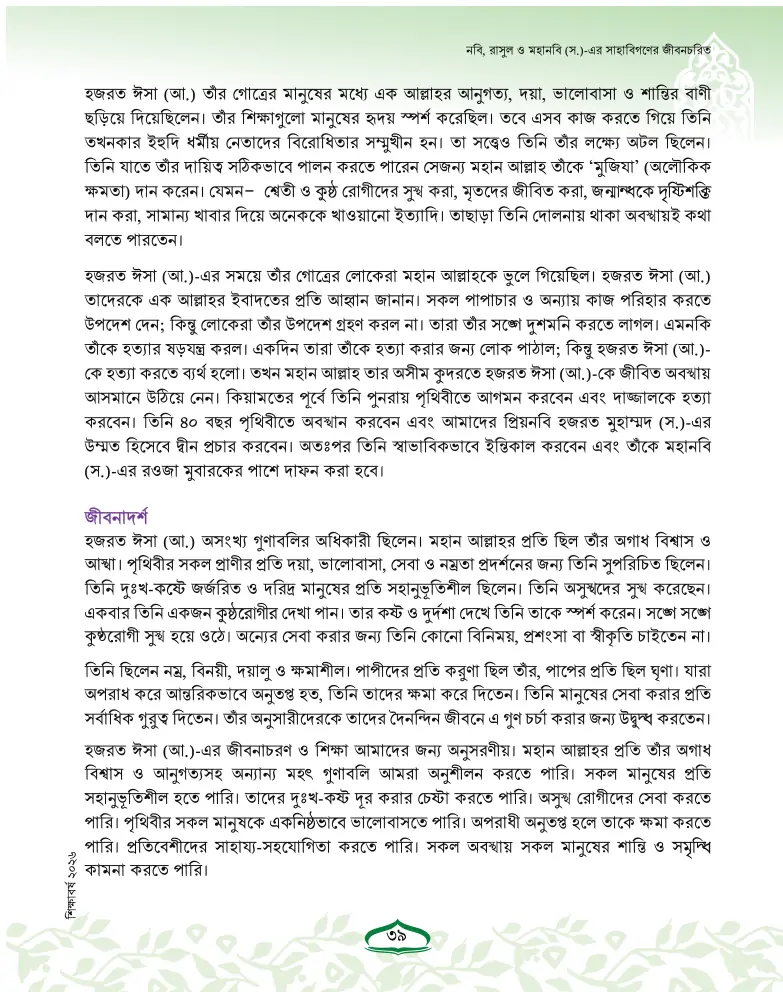 নবি, রাসুল ও মহানবি (স.)-এর সাহাবিগণের জীবনচরিত
হজরত ঈসা (আ.) তাঁর গোত্রের মানুষের মধ্যে এক আল্লাহর আনুগত্য, দয়া, ভালোবাসা ও শান্তির বাণী
ছড়িয়ে দিয়েছিলেন। তাঁর শিক্ষাগুলো মানুষের হৃদয় স্পর্শ করেছিল। তবে এসব কাজ করতে গিয়ে তিনি
তখনকার ইহুদি ধর্মীয় নেতাদের বিরোধিতার সম্মুখীন হন। তা সত্ত্বেও তিনি তাঁর লক্ষ্যে অটল ছিলেন।
তিনি যাতে তাঁর দায়িত্ব সঠিকভাবে পালন করতে পারেন সেজন্য মহান আল্লাহ তাঁকে ‘মুজিযা’ (অলৌকিক
ক্ষমতা) দান করেন। যেমন– শ্বেতী ও কুষ্ঠ রোগীদের সুস্থ করা, মৃতদের জীবিত করা, জন্মান্ধকে দৃষ্টিশক্তি
দান করা, সামান্য খাবার দিয়ে অনেককে খাওয়ানো ইত্যাদি। তাছাড়া তিনি দোলনায় থাকা অবস্থায়ই কথা
বলতে পারতেন।
হজরত ঈসা (আ.)-এর সময়ে তাঁর গোত্রের লোকেরা মহান আল্লাহকে ভুলে গিয়েছিল। হজরত ঈসা (আ.)
তাদেরকে এক আল্লাহর ইবাদতের প্রতি আহ্বান জানান। সকল পাপাচার ও অন্যায় কাজ পরিহার করতে
উপদেশ দেন; কিন্তু লোকেরা তাঁর উপদেশ গ্রহণ করল না। তারা তাঁর সঙ্গে দুশমনি করতে লাগল। এমনকি
তাঁকে হত্যার ষড়যন্ত্র করল। একদিন তারা তাঁকে হত্যা করার জন্য লোক পাঠাল; কিন্তু হজরত ঈসা (আ.)-
কে হত্যা করতে ব্যর্থ হলো। তখন মহান আল্লাহ তার অসীম কুদরতে হজরত ঈসা (আ.)-কে জীবিত অবস্থায়
আসমানে উঠিয়ে নেন। কিয়ামতের পূর্বে তিনি পুনরায় পৃথিবীতে আগমন করবেন এবং দাজ্জালকে হত্যা
করবেন। তিনি ৪০ বছর পৃথিবীতে অবস্থান করবেন এবং আমাদের প্রিয়নবি হজরত মুহাম্মদ (স.)-এর
উম্মত হিসেবে দ্বীন প্রচার করবেন। অতঃপর তিনি স্বাভাবিকভাবে ইন্তিকাল করবেন এবং তাঁকে মহানবি
(স.)-এর রওজা মুবারকের পাশে দাফন করা হবে।
জীবনাদর্শ
হজরত ঈসা (আ.) অসংখ্য গুণাবলির অধিকারী ছিলেন। মহান আল্লাহর প্রতি ছিল তাঁর অগাধ বিশ্বাস ও
আস্থা। পৃথিবীর সকল প্রাণীর প্রতি দয়া, ভালোবাসা, সেবা ও নম্রতা প্রদর্শনের জন্য তিনি সুপরিচিত ছিলেন।
তিনি দুঃখ-কষ্টে জর্জরিত ও দরিদ্র মানুষের প্রতি সহানুভূতিশীল ছিলেন। তিনি অসুস্থদের সুস্থ করেছেন।
একবার তিনি একজন কুষ্ঠরোগীর দেখা পান। তার কষ্ট ও দুর্দশা দেখে তিনি তাকে স্পর্শ করেন। সঙ্গে সঙ্গে
কুষ্ঠরোগী সুস্থ হয়ে ওঠে। অন্যের সেবা করার জন্য তিনি কোনো বিনিময়, প্রশংসা বা স্বীকৃতি চাইতেন না।
তিনি ছিলেন নম্র, বিনয়ী, দয়ালু ও ক্ষমাশীল। পাপীদের প্রতি করুণা ছিল তাঁর, পাপের প্রতি ছিল ঘৃণা। যারা
অপরাধ করে আন্তরিকভাবে অনুতপ্ত হত, তিনি তাদের ক্ষমা করে দিতেন। তিনি মানুষের সেবা করার প্রতি
সর্বাধিক গুরুত্ব দিতেন। তাঁর অনুসারীদেরকে তাদের দৈনন্দিন জীবনে এ গুণ চর্চা করার জন্য উদ্বুদ্ধ করতেন।
হজরত ঈসা (আ.)-এর জীবনাচরণ ও শিক্ষা আমাদের জন্য অনুসরণীয়। মহান আল্লাহর প্রতি তাঁর অগাধ
বিশ্বাস ও আনুগত্যসহ অন্যান্য মহৎ গুণাবলি আমরা অনুশীলন করতে পারি। সকল মানুষের প্রতি
সহানুভূতিশীল হতে পারি। তাদের দুঃখ-কষ্ট দূর করার চেষ্টা করতে পারি। অসুস্থ রোগীদের সেবা করতে
পারি। পৃথিবীর সকল মানুষকে একনিষ্ঠভাবে ভালোবাসতে পারি। অপরাধী অনুতপ্ত হলে তাকে ক্ষমা করতে
পারি। প্রতিবেশীদের সাহায্য-সহযোগিতা করতে পারি। সকল অবস্থায় সকল মানুষের শান্তি ও সমৃদ্ধি
কামনা করতে পারি।
শিক্ষাবর্ষ ২০২৬
৩৯